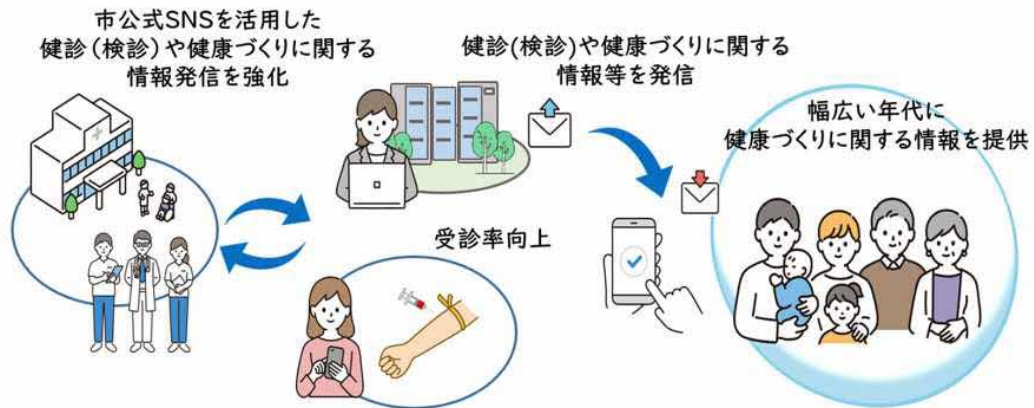 市公式SNSを活用した
健診（検診）や健康づくりに関する
情報発信を強化
健診(検診)や健康づくりに関する
情報等を発信
幅広い年代に
健康づくりに関する情報を提供
受診率向上